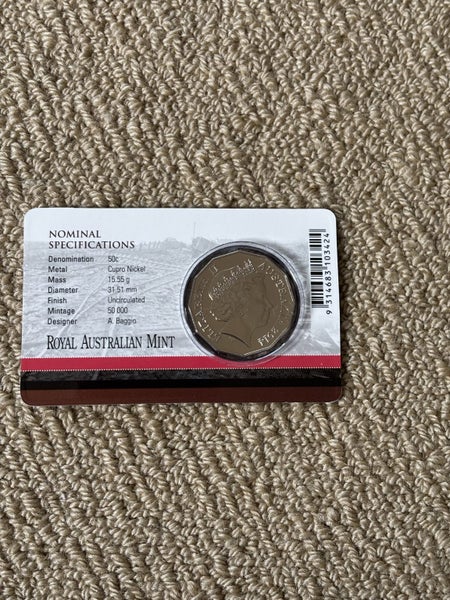 NOMINAL
SPECIFICATIONS
Denomination 50c
Metal Cupro Nickel
Mass 15.55 g
Diameter 31.51 mm
Finish Uncirculated
Mintage 50 000
Designer A. Baggio
ROYAL AUSTRALIAN MINT
9 314683 103424